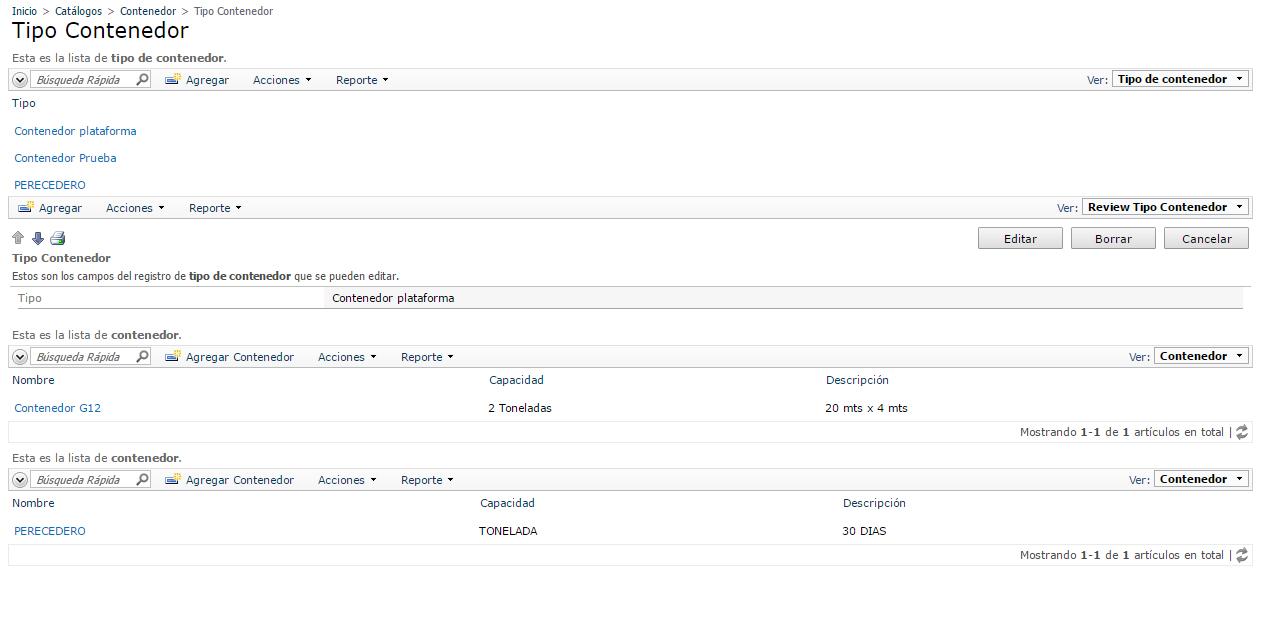 Inicio > Catálogos > Contenedor > Tipo Contenedor
Tipo Contenedor
Esta es la lista de tipo de contenedor.
Búsqueda Rápida Agregar Acciones Reporte Ver: Tipo de contenedor
Tipo
Contenedor plataforma
Contenedor Prueba
PERECEDERO
Agregar Acciones Reporte Ver: Review Tipo Contenedor
Editar Borrar Cancelar
Tipo Contenedor
Estos son los campos del registro de tipo de contenedor que se pueden editar.
Tipo Contenedor plataforma
Esta es la lista de contenedor.
Búsqueda Rápida Agregar Contenedor Acciones Reporte Ver: Contenedor
Nombre Capacidad Descripción
Contenedor G12 2 Toneladas 20 mts x 4 mts
Mostrando 1-1 de 1 artículos en total |
Esta es la lista de contenedor.
Búsqueda Rápida Agregar Contenedor Acciones Reporte Ver: Contenedor
Nombre Capacidad Descripción
PERECEDERO TONELADA 30 DIAS
Mostrando 1-1 de 1 artículos en total |